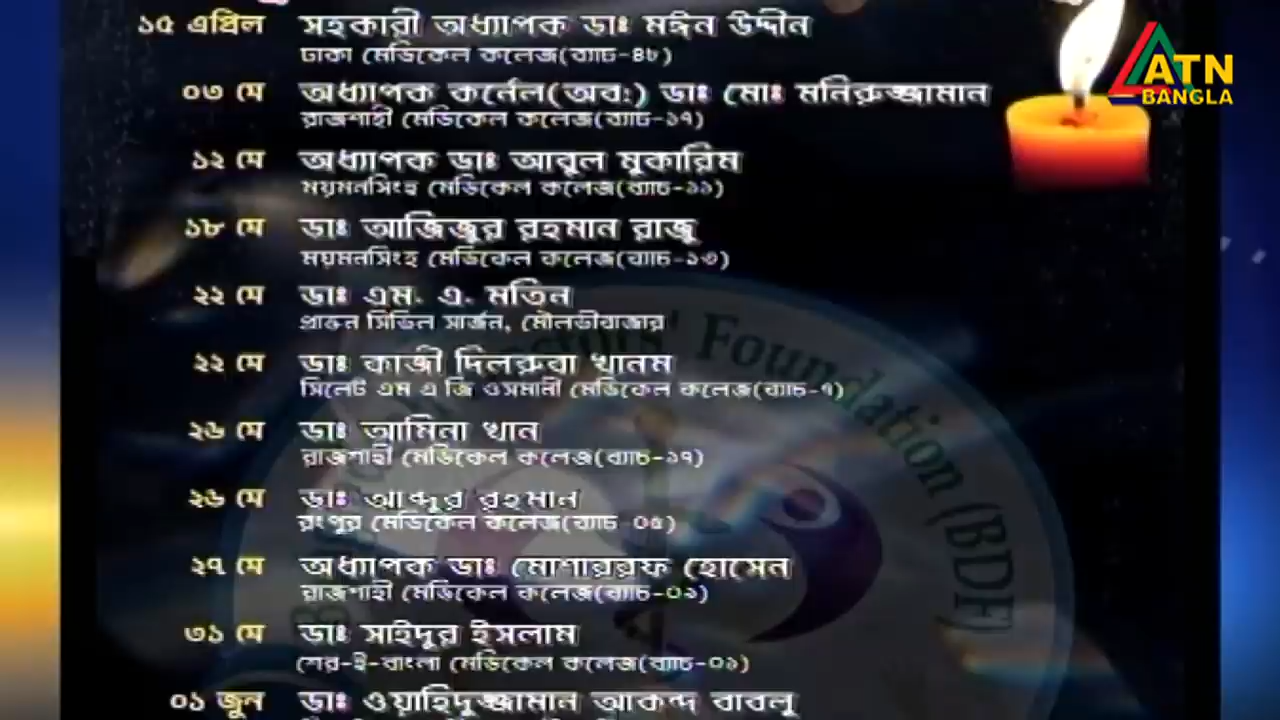 ১৫ এপ্রিল সহকারী অধ্যাপক ডাঃ মঈন উদ্দীন
ঢাকা মেডিকেল কলেজ(ব্যাচ-৪৮)
০৩ মে অধ্যাপক কর্নেল(অবঃ) ডাঃ মোঃ মনিরুজ্জামান
রাজশাহী মেডিকেল কলেজ(ব্যাচ-১৭)
১২ মে অধ্যাপক ডাঃ আবুল মুকারিম
ময়মনসিংহ মেডিকেল কলেজ(ব্যাচ-১১)
১৮ মে ডাঃ আজিজুর রহমান রাজু
ময়মনসিংহ মেডিকেল কলেজ(ব্যাচ-১৩)
২২ মে ডাঃ এম. এ. মতিন
প্রাক্তন সিভিল সার্জন, মৌলভীবাজার
২২ মে ডাঃ কাজী দিলরুবা খানম
সিলেট এম এ জি ওসমানী মেডিকেল কলেজ(ব্যাচ-৭)
২৬ মে ডাঃ আমিনা খান
রাজশাহী মেডিকেল কলেজ(ব্যাচ-১৭)
২৬ মে ডাঃ আব্দুর রহমান
রংপুর মেডিকেল কলেজ(ব্যাচ-০৫)
২৭ মে অধ্যাপক ডাঃ মোশাররফ হোসেন
রাজশাহী মেডিকেল কলেজ(ব্যাচ-০৯)
৩১ মে ডাঃ সাইদুর ইসলাম
শের-ই-বাংলা মেডিকেল কলেজ(ব্যাচ-০৯)
০১ জুন ডাঃ ওয়াহিদুজ্জামান আকন্দ বাবলু
ATN
BANGLA
Foundation (BDF)